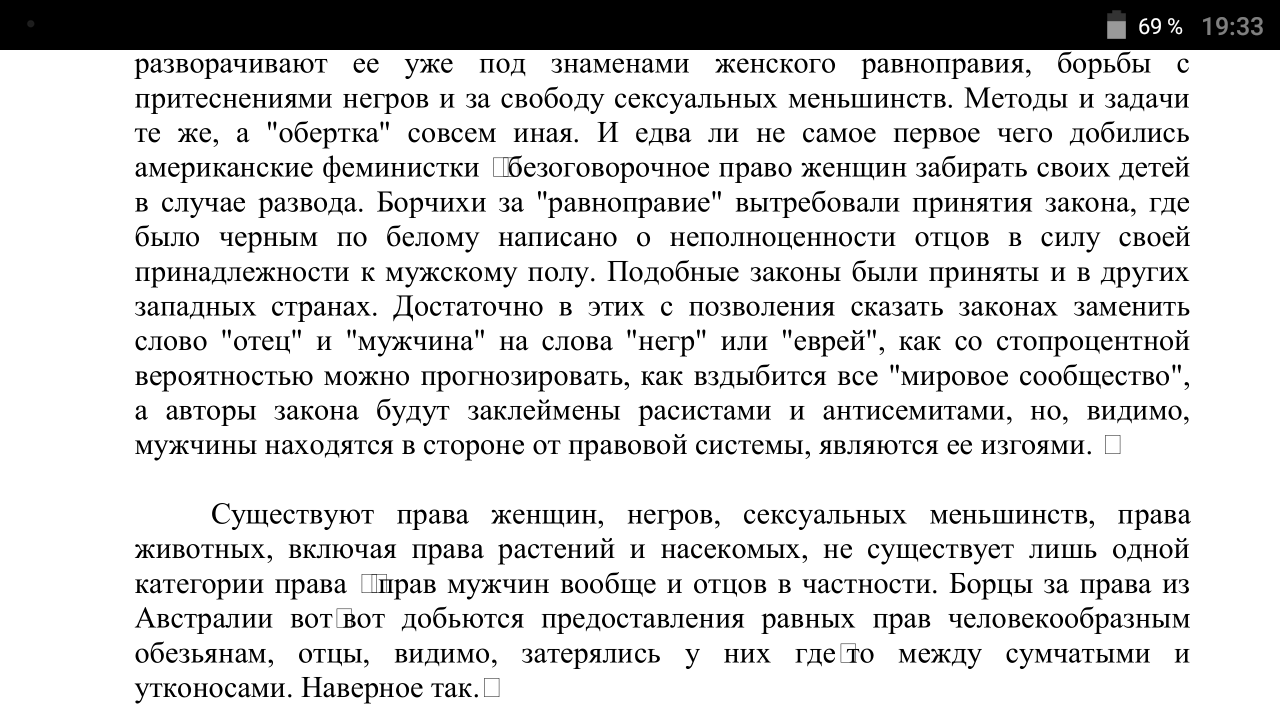 69 % 19:33
разворачивают ее уже под знаменами женского равноправия, борьбы с
притеснениями негров и за свободу сексуальных меньшинств. Методы и задачи
те же, а "обертка" совсем иная. И едва ли не самое первое чего добились
американские феминистки безоговорочное право женщин забирать своих детей
в случае развода. Борчихи за "равноправие" вытребовали принятия закона, где
было черным по белому написано о неполноценности отцов в силу своей
принадлежности к мужскому полу. Подобные законы были приняты и в других
западных странах. Достаточно в этих с позволения сказать законах заменить
слово "отец" и "мужчина" на слова "негр" или "еврей", как со стопроцентной
вероятностью можно прогнозировать, как вздыбится все "мировое сообщество",
а авторы закона будут заклеймены расистами и антисемитами, но, видимо,
мужчины находятся в стороне от правовой системы, являются ее изгоями. □
Существуют права женщин, негров, сексуальных меньшинств, права
животных, включая права растений и насекомых, не существует лишь одной
категории права □□прав мужчин вообще и отцов в частности. Борцы за права из
Австралии вот□вот добьются предоставления равных прав человекообразным
обезьянам, отцы, видимо, затерялись у них где□то между сумчатыми и
утконосами. Наверное так.□